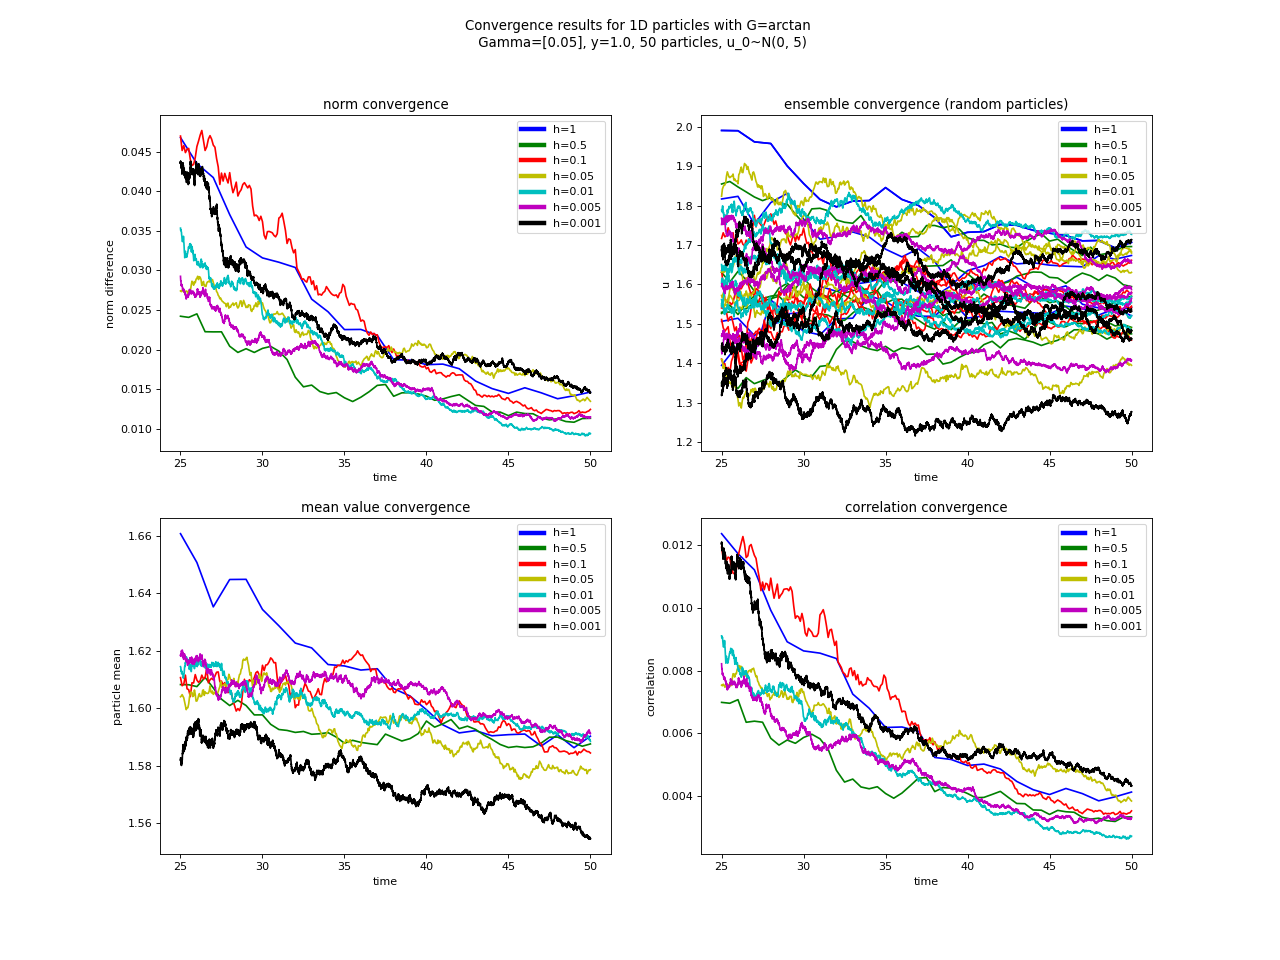 Convergence results for 1D particles with G=arctan
Gamma=[0.05], y=1.0, 50 particles, u_0~N(0, 5)
norm convergence
norm difference
0.045
0.040
0.035
0.030
0.025
0.020
0.015
0.010
25
30
35
40
45
50
time
h=1
h=0.5
h=0.1
h=0.05
h=0.01
h=0.005
h=0.001
ensemble convergence (random particles)
u
2.0
1.9
1.8
1.7
1.6
1.5
1.4
1.3
1.2
25
30
35
40
45
50
time
h=1
h=0.5
h=0.1
h=0.05
h=0.01
h=0.005
h=0.001
mean value convergence
particle mean
1.66
1.64
1.62
1.60
1.58
1.56
25
30
35
40
45
50
time
h=1
h=0.5
h=0.1
h=0.05
h=0.01
h=0.005
h=0.001
correlation convergence
correlation
0.012
0.010
0.008
0.006
0.004
25
30
35
40
45
50
time
h=1
h=0.5
h=0.1
h=0.05
h=0.01
h=0.005
h=0.001